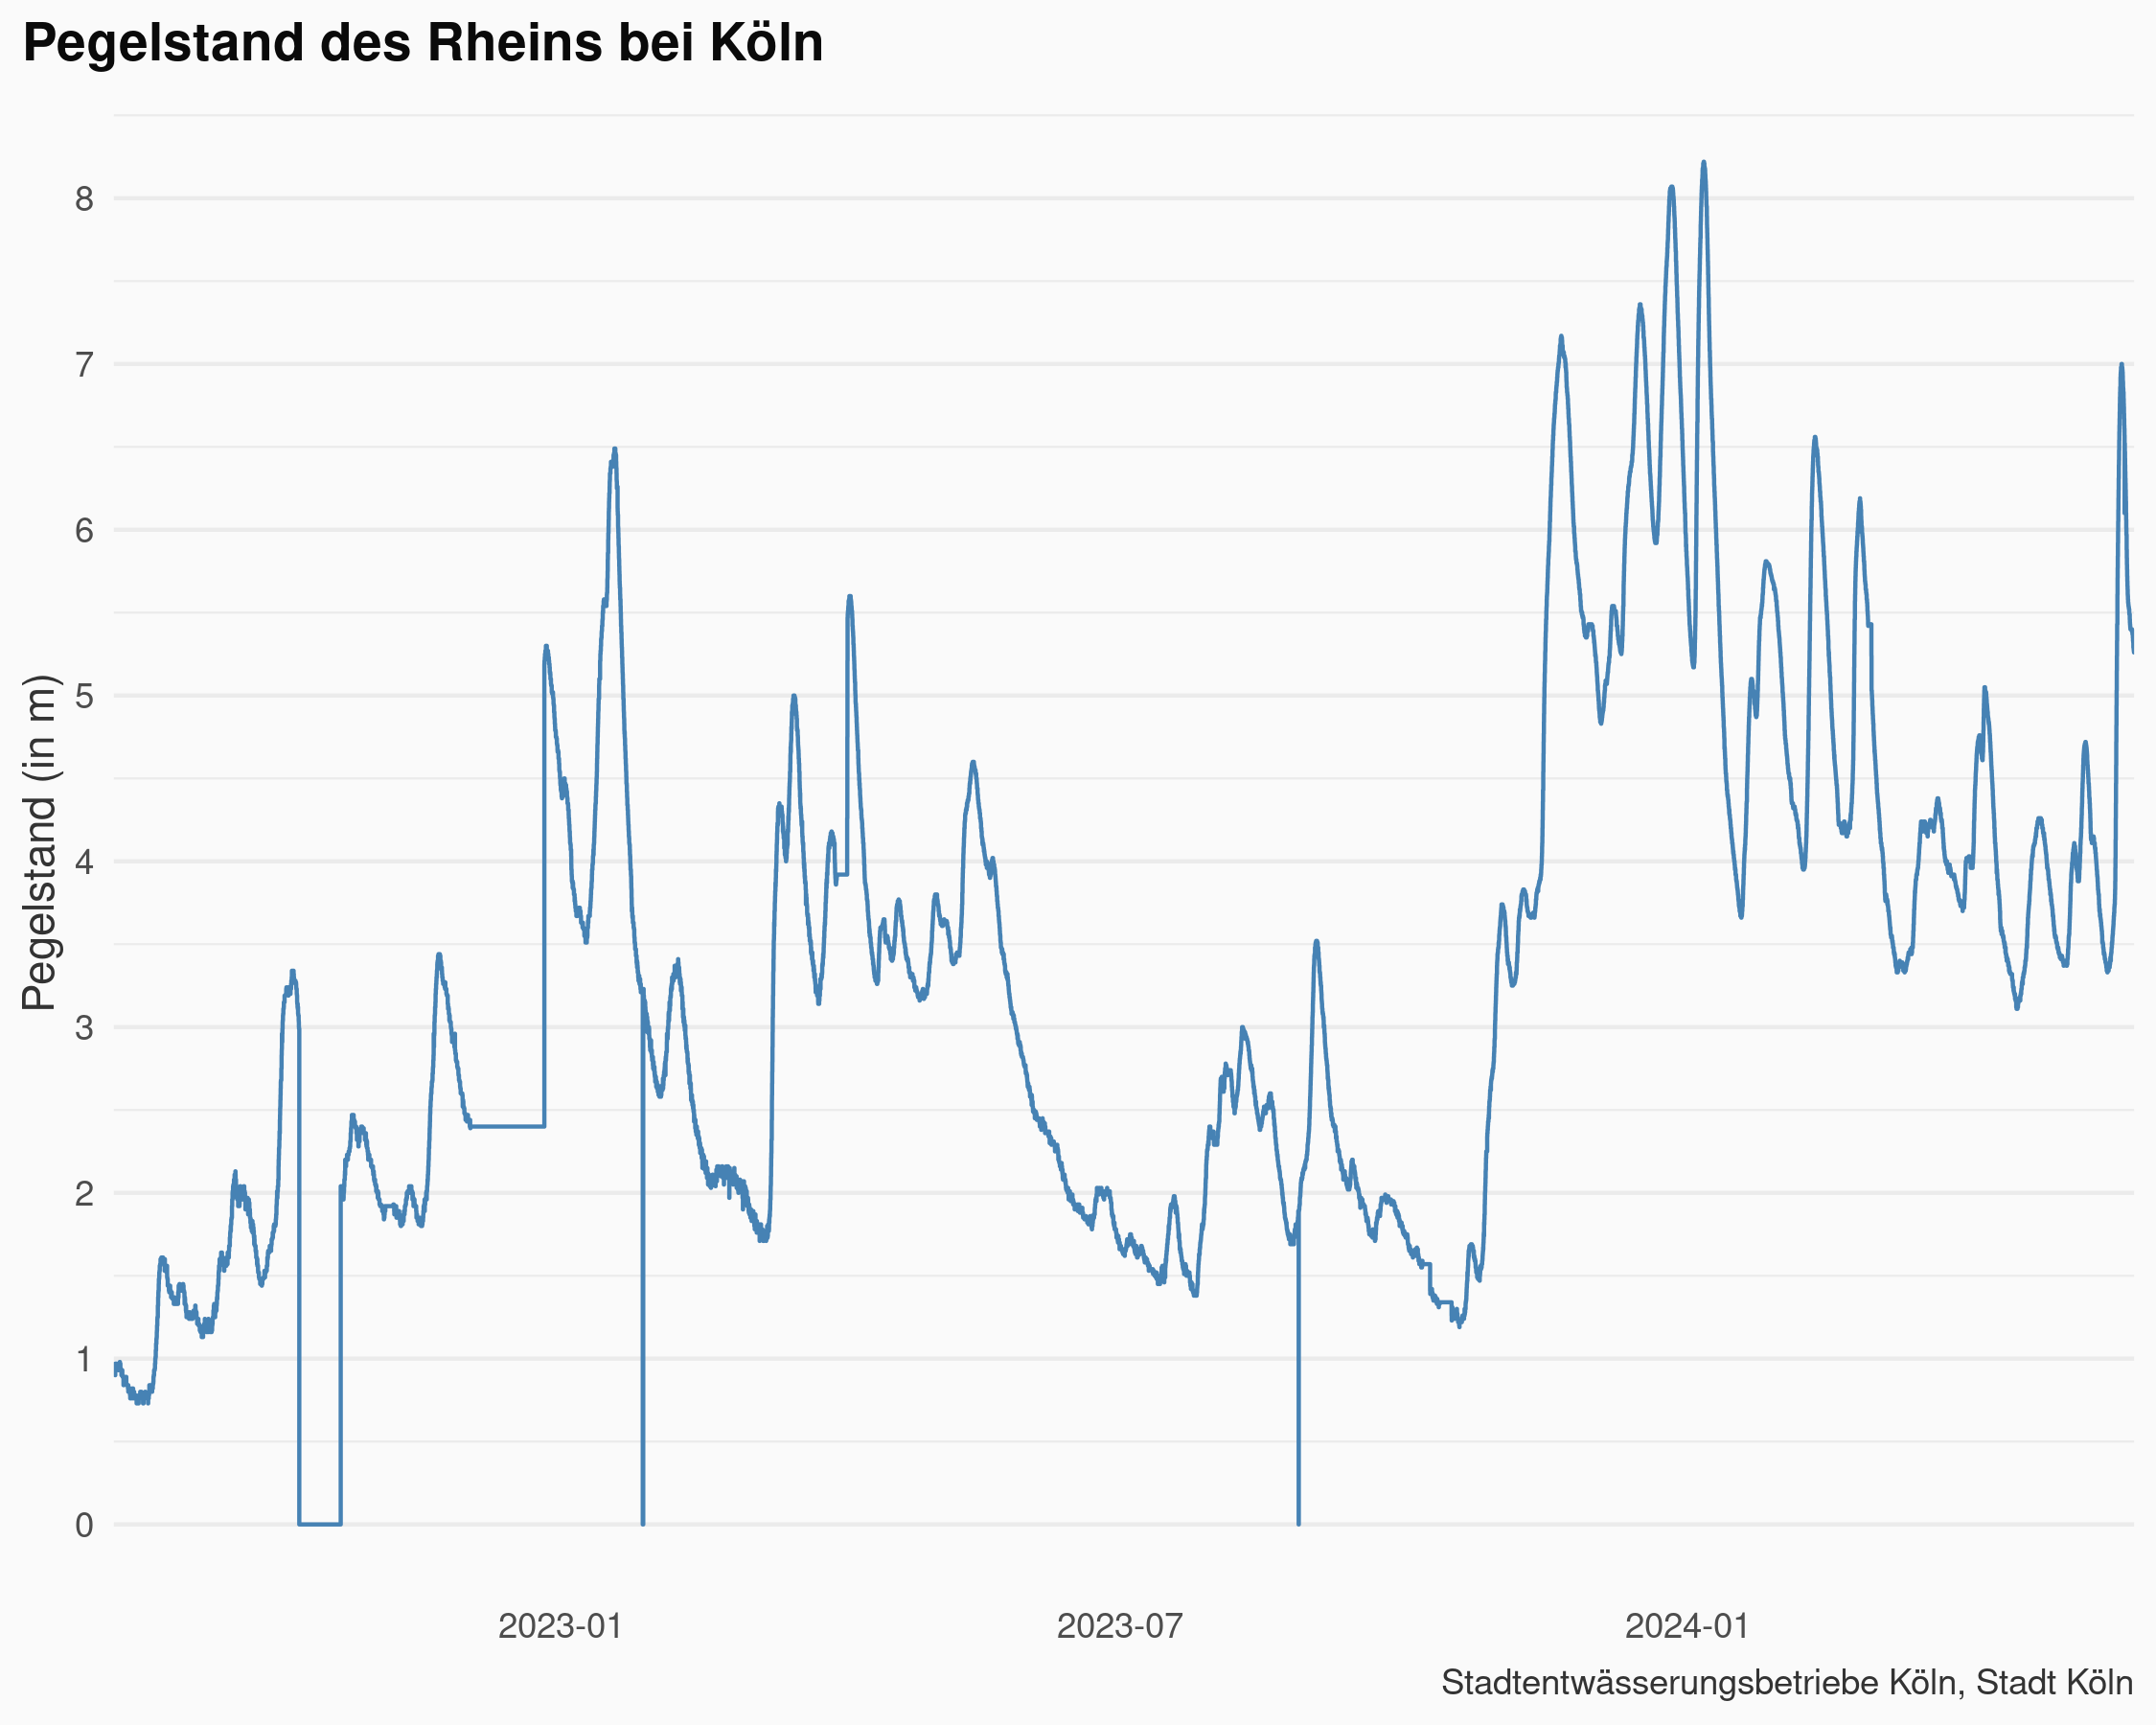 Pegelstand des Rheins bei Köln
Pegelstand (in m)
8
7
6
5
4
3
2
1
0
2023-01 2023-07 2024-01
Stadtentwässerungsbetriebe Köln, Stadt Köln